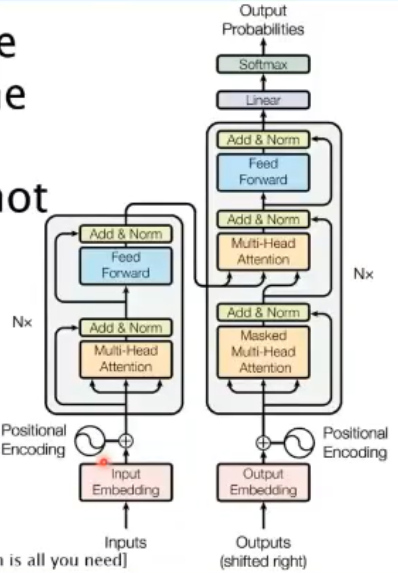 e
ne
not
Output
Probabilities
Softmax
Linear
Add & Norm
Feed
Forward
Add & Norm
Multi-Head
Attention
Nx
Add & Norm
Masked
Multi-Head
Attention
Add & Norm
Feed
Forward
Nx
Add & Norm
Multi-Head
Attention
Positional
Encoding
Positional
Encoding
Input
Embedding
Output
Embedding
Inputs
Outputs
(shifted right)
n is all you need]